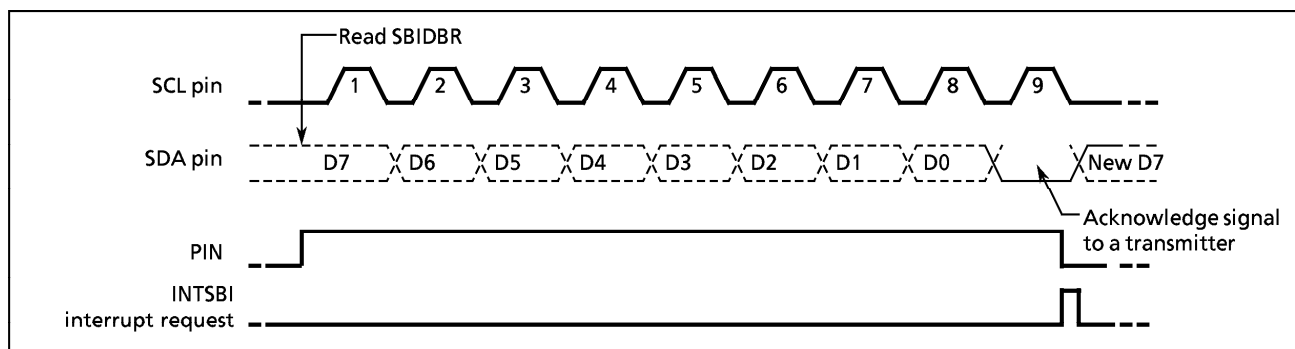 Read SBIDBR
SCL pin
1 2 3 4 5 6 7 8 9
SDA pin
D7 D6 D5 D4 D3 D2 D1 D0 New D7
Acknowledge signal
to a transmitter
PIN
INTSBI
interrupt request